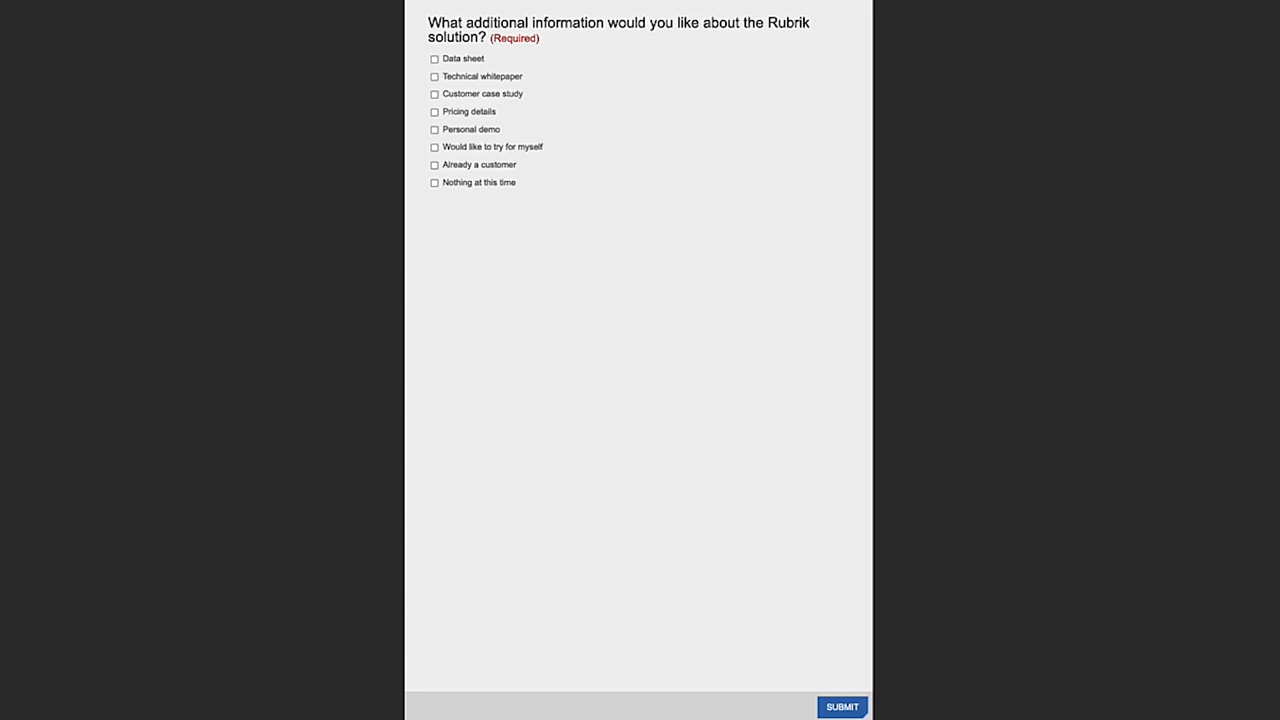 What additional information would you like about the Rubrik
solution? (Required)
Data sheet
Technical whitepaper
Customer case study
Pricing details
Personal demo
Would like to try for myself
Already a customer
Nothing at this time
SUBMIT